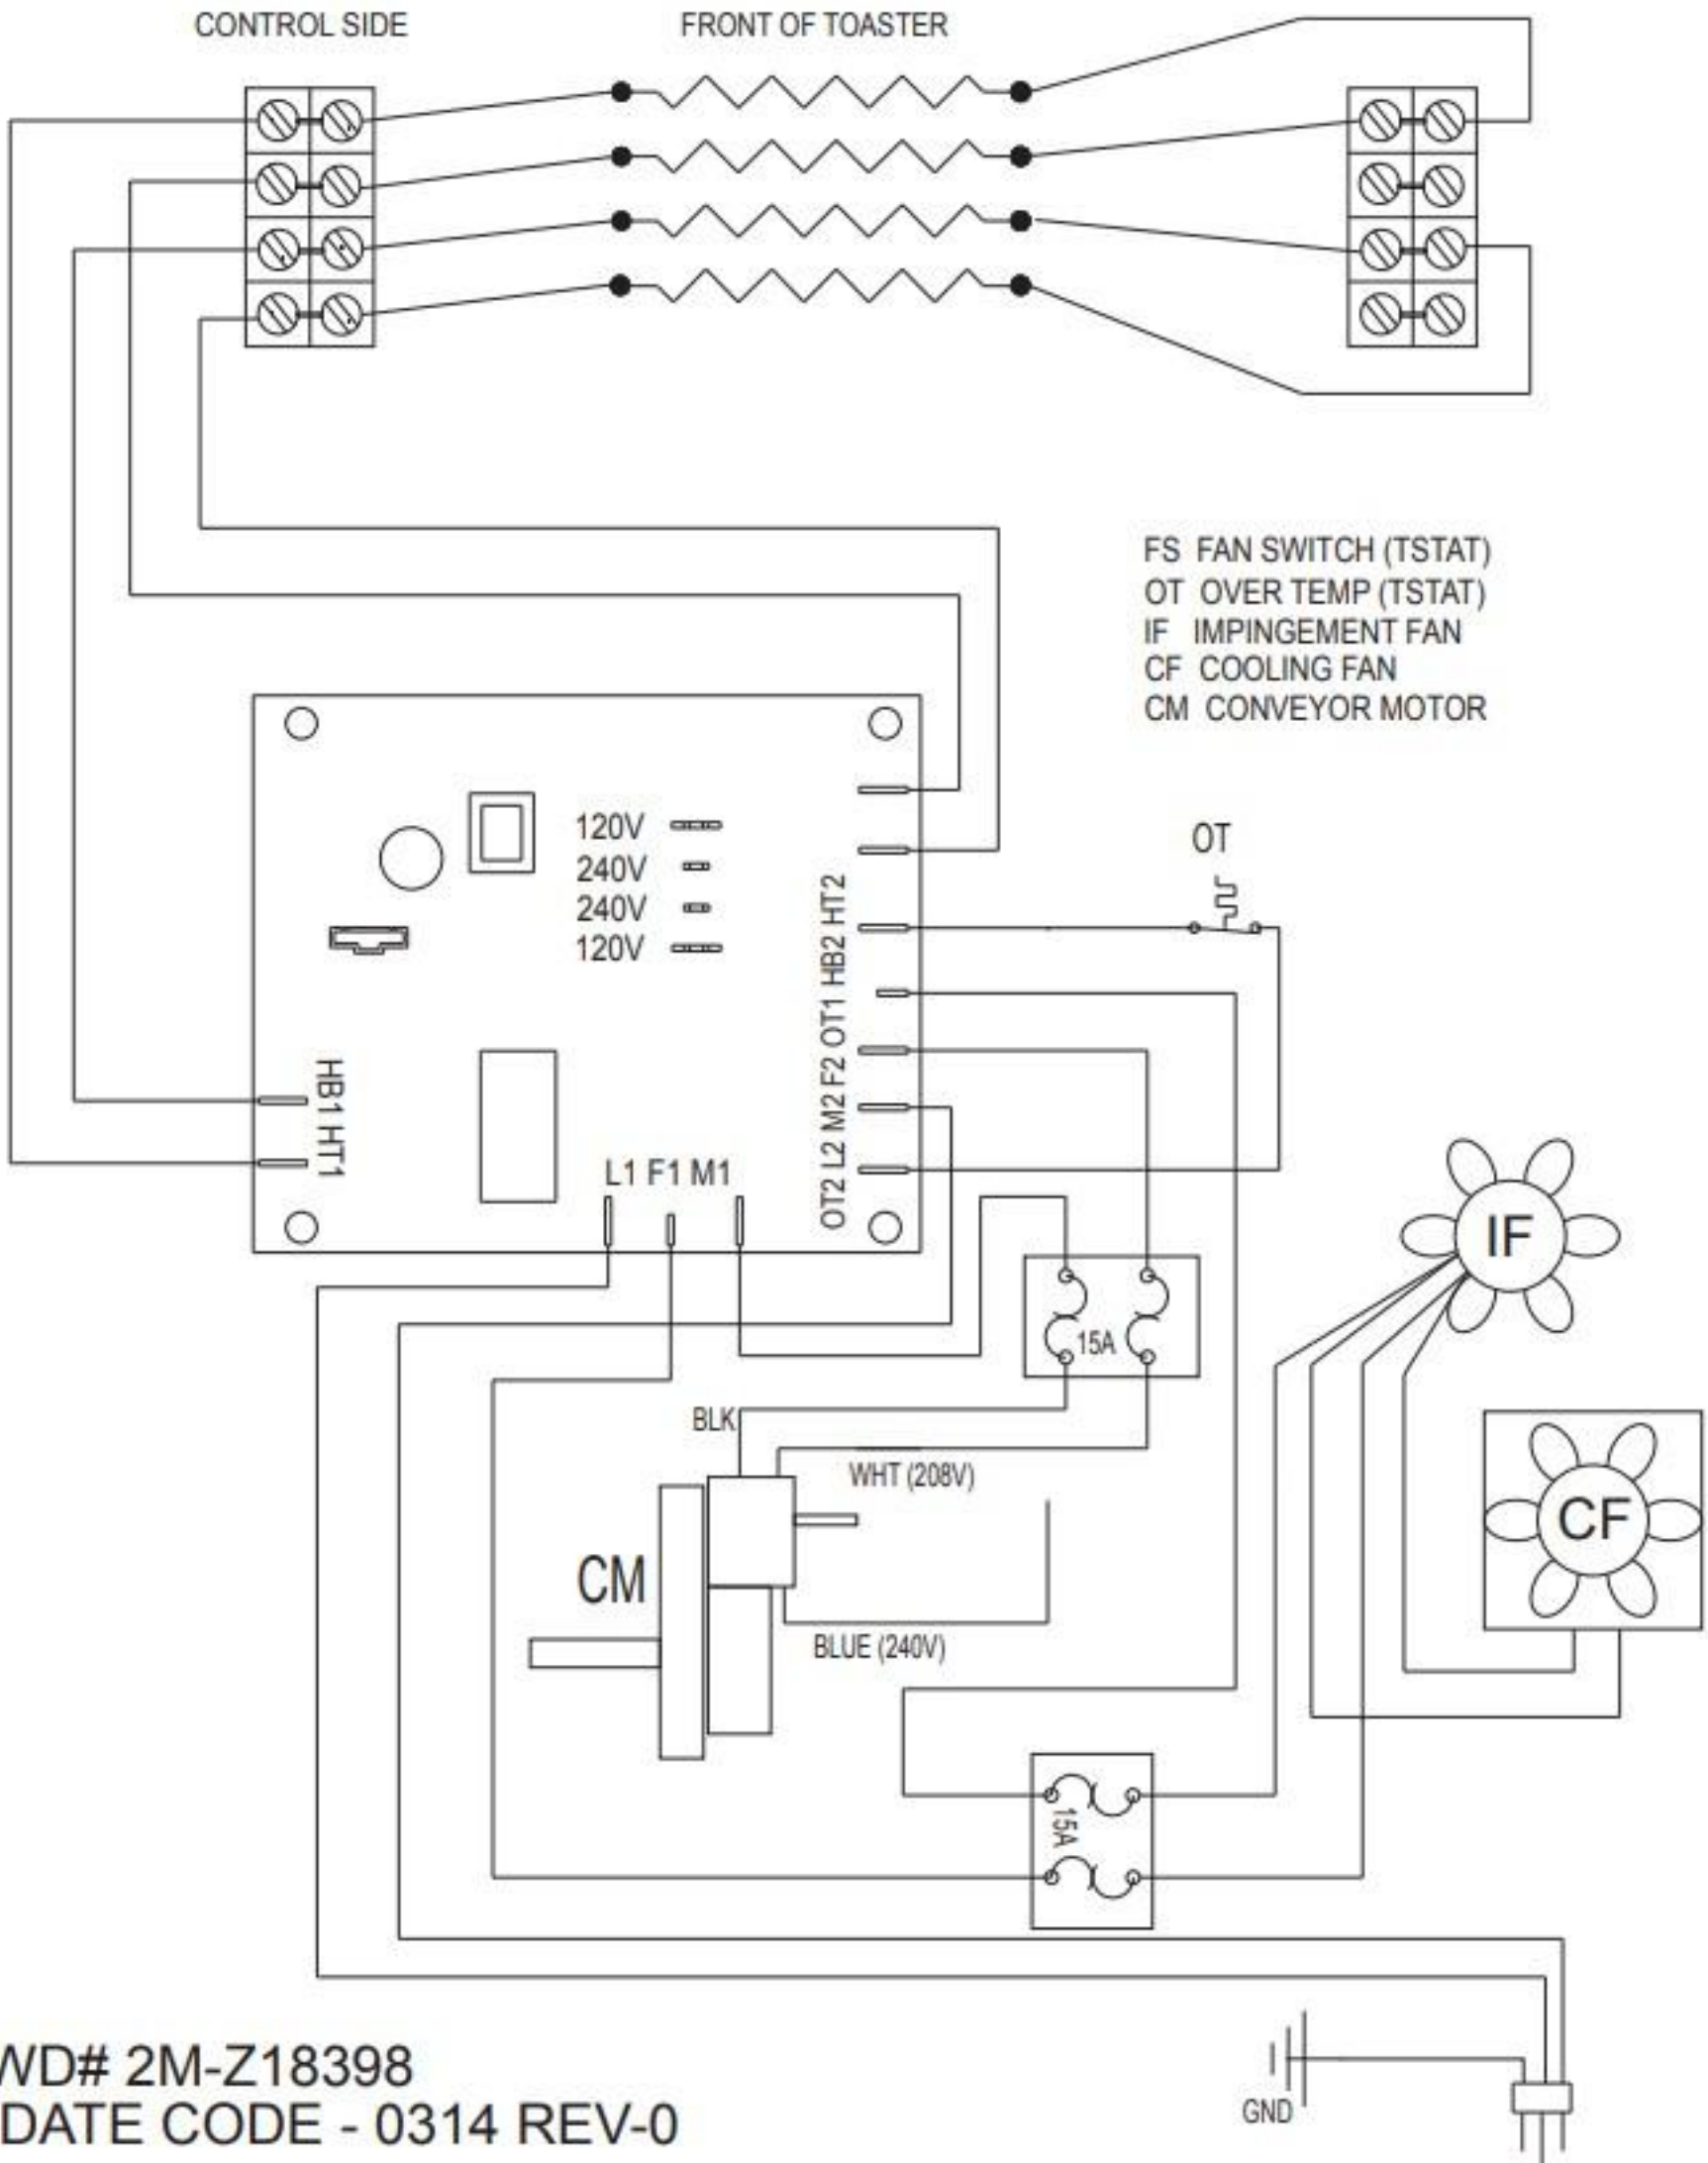 CONTROL SIDE
FRONT OF TOASTER
FS FAN SWITCH (TSTAT)
OT OVER TEMP (TSTAT)
IF IMPINGEMENT FAN
CF COOLING FAN
CM CONVEYOR MOTOR
120V
240V
240V
120V
OT
OT2 L2 M2 F2 OT1 HB2 HT2
HB1 HT1
L1 F1 M1
IF
15A
BLK
WHT (208V)
CF
CM
BLUE (240V)
15A
WD# 2M-Z18398
DATE CODE - 0314 REV-0
GND